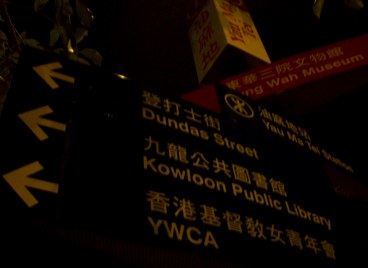 東華三院文物館
Tung Wah Museum
登打士街
Dundas Street
油麻地站
Yau Ma Tei Station
九龍公共圖書館
Kowloon Public Library
香港基督教女青年會
YWCA